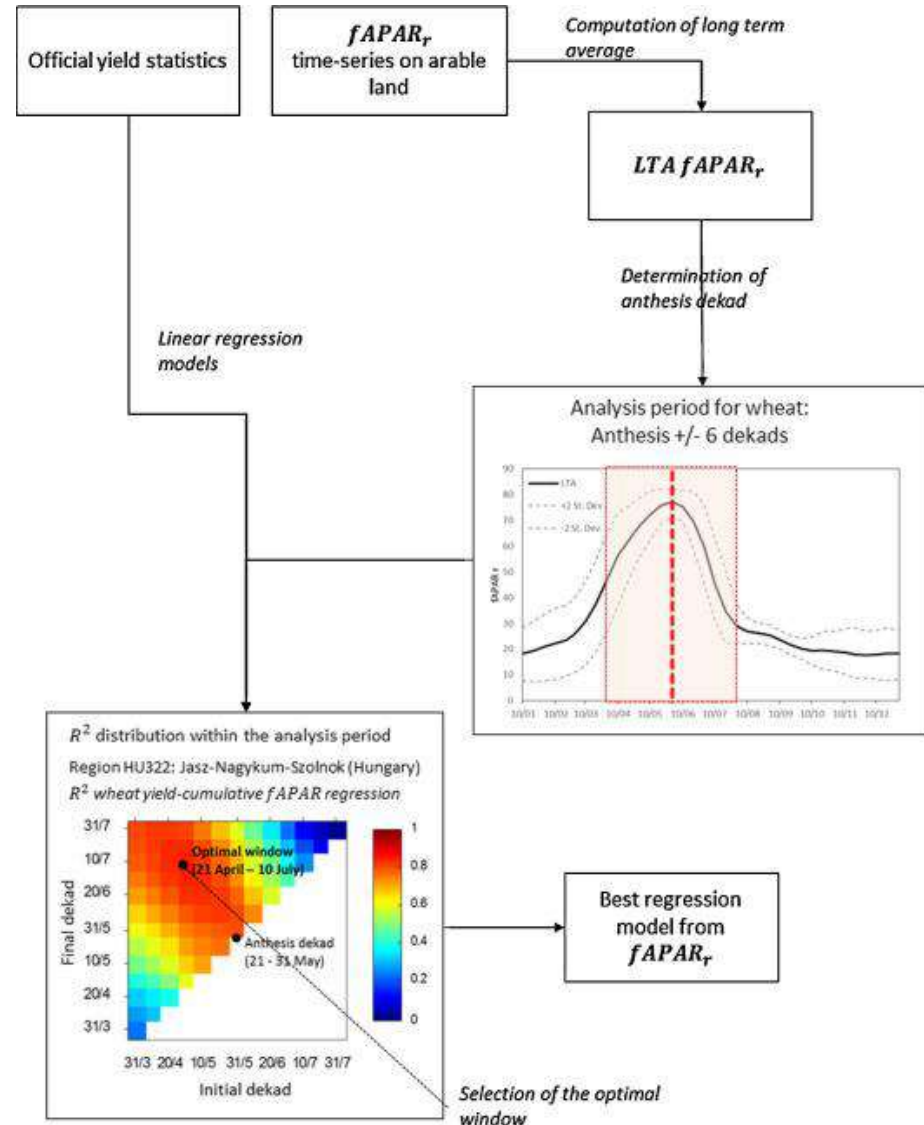 Official yield statistics
fAPARᵣ
time-series on arable
land
Computation of long term
average
LTA fAPARᵣ
Determination of
anthesis dekad
Linear regression
models
Analysis period for wheat:
Anthesis +/- 6 dekads
LTA
+2 St. Dev
-2 St. Dev
fAPAR r
90
80
70
60
50
40
30
20
10
0
10/01 10/02 10/03 10/04 10/05 10/06 10/07 10/08 10/09 10/10 10/11 10/12
R² distribution within the analysis period
Region HU322: Jasz-Nagykum-Szolnok (Hungary)
R² wheat yield-cumulative fAPAR regression
Final dekad
31/7
10/7
20/6
31/5
10/5
20/4
31/3
Optimal window
(21 April – 10 July)
Anthesis dekad
(21 - 31 May)
31/3 20/4 10/5 31/5 20/6 10/7 31/7
Initial dekad
1
0.8
0.6
0.4
0.2
0
Best regression
model from
fAPARᵣ
Selection of the optimal
window